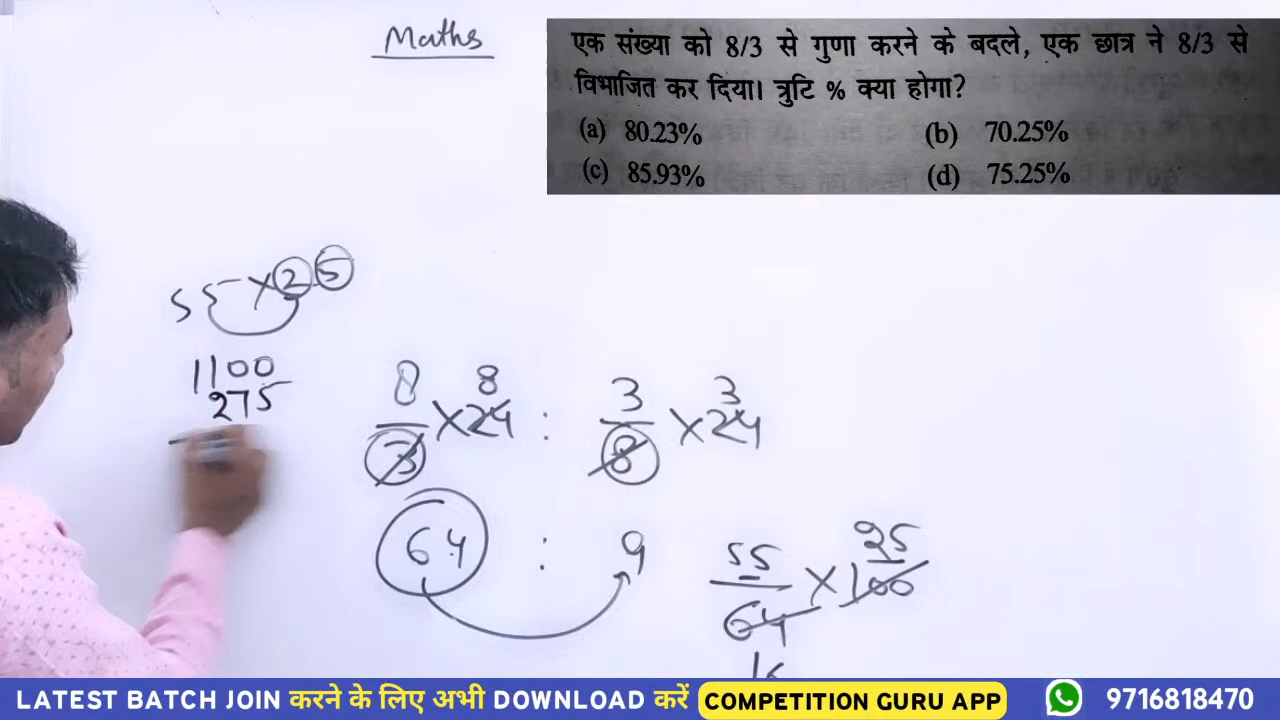 Maths
एक संख्या को 8/3 से गुणा करने के बदले, एक छात्र ने 8/3 से
विभाजित कर दिया। त्रुटि % क्या होगा?
(a) 80.23% (b) 70.25%
(c) 85.93% (d) 75.25%
55 × 25
1100
275
8/3 × 24 8 : 3/8 × 24 3
64 : 9
55/64 × 100 25
16
LATEST BATCH JOIN करने के लिए अभी DOWNLOAD करें COMPETITION GURU APP 9716818470